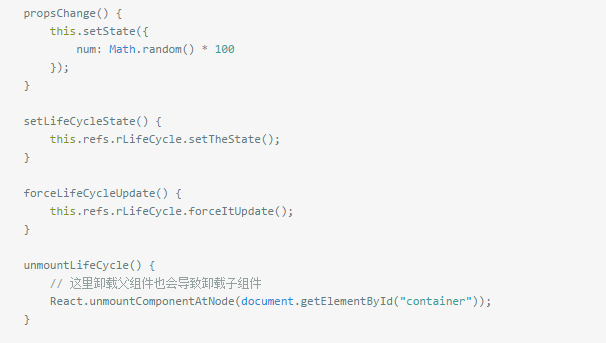 propsChange() {
    this.setState({
        num: Math.random() * 100
    });
}

setLifeCycleState() {
    this.refs.rLifeCycle.setTheState();
}

forceLifeCycleUpdate() {
    this.refs.rLifeCycle.forceItUpdate();
}

unmountLifeCycle() {
    // 这里卸载父组件也会导致卸载子组件
    React.unmountComponentAtNode(document.getElementById("container"));
}